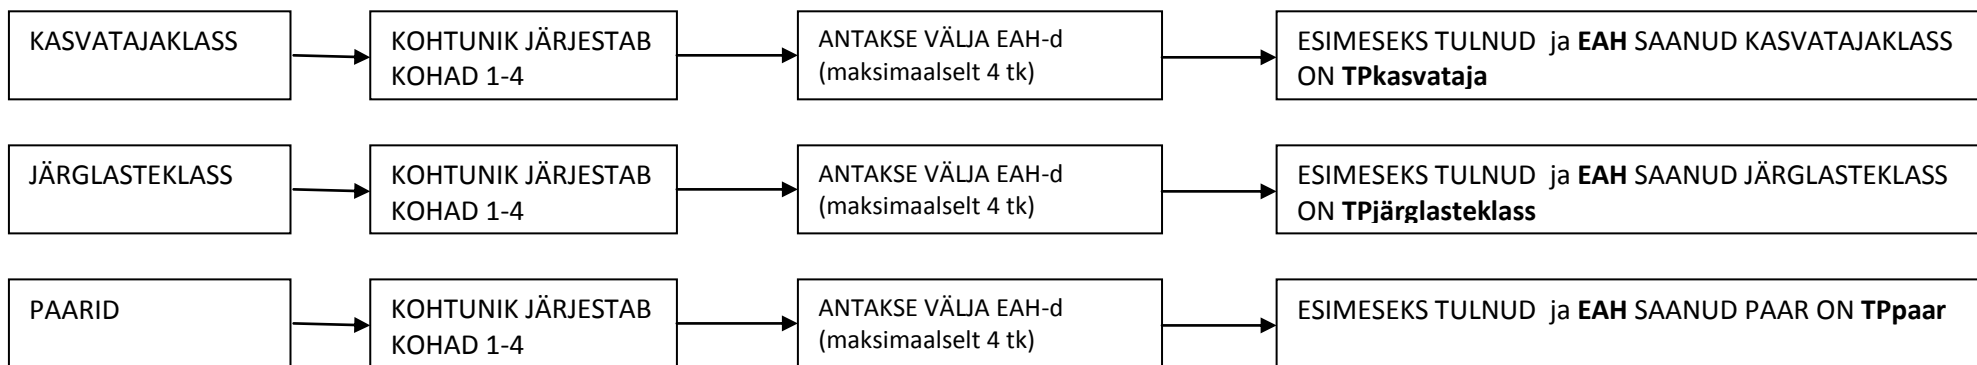 KASVATAJAKLASS
KOHTUNIK JÄRJESTAB
KOHAD 1-4
ANTAKSE VÄLJA EAH-d
(maksimaalselt 4 tk)
ESIMESEKS TULNUD ja EAH SAANUD KASVATAJAKLASS
ON TPkasvataja
JÄRGLASTEKLASS
KOHTUNIK JÄRJESTAB
KOHAD 1-4
ANTAKSE VÄLJA EAH-d
(maksimaalselt 4 tk)
ESIMESEKS TULNUD ja EAH SAANUD JÄRGLASTEKLASS
ON TPjärglasteklass
PAARID
KOHTUNIK JÄRJESTAB
KOHAD 1-4
ANTAKSE VÄLJA EAH-d
(maksimaalselt 4 tk)
ESIMESEKS TULNUD ja EAH SAANUD PAAR ON TPpaar